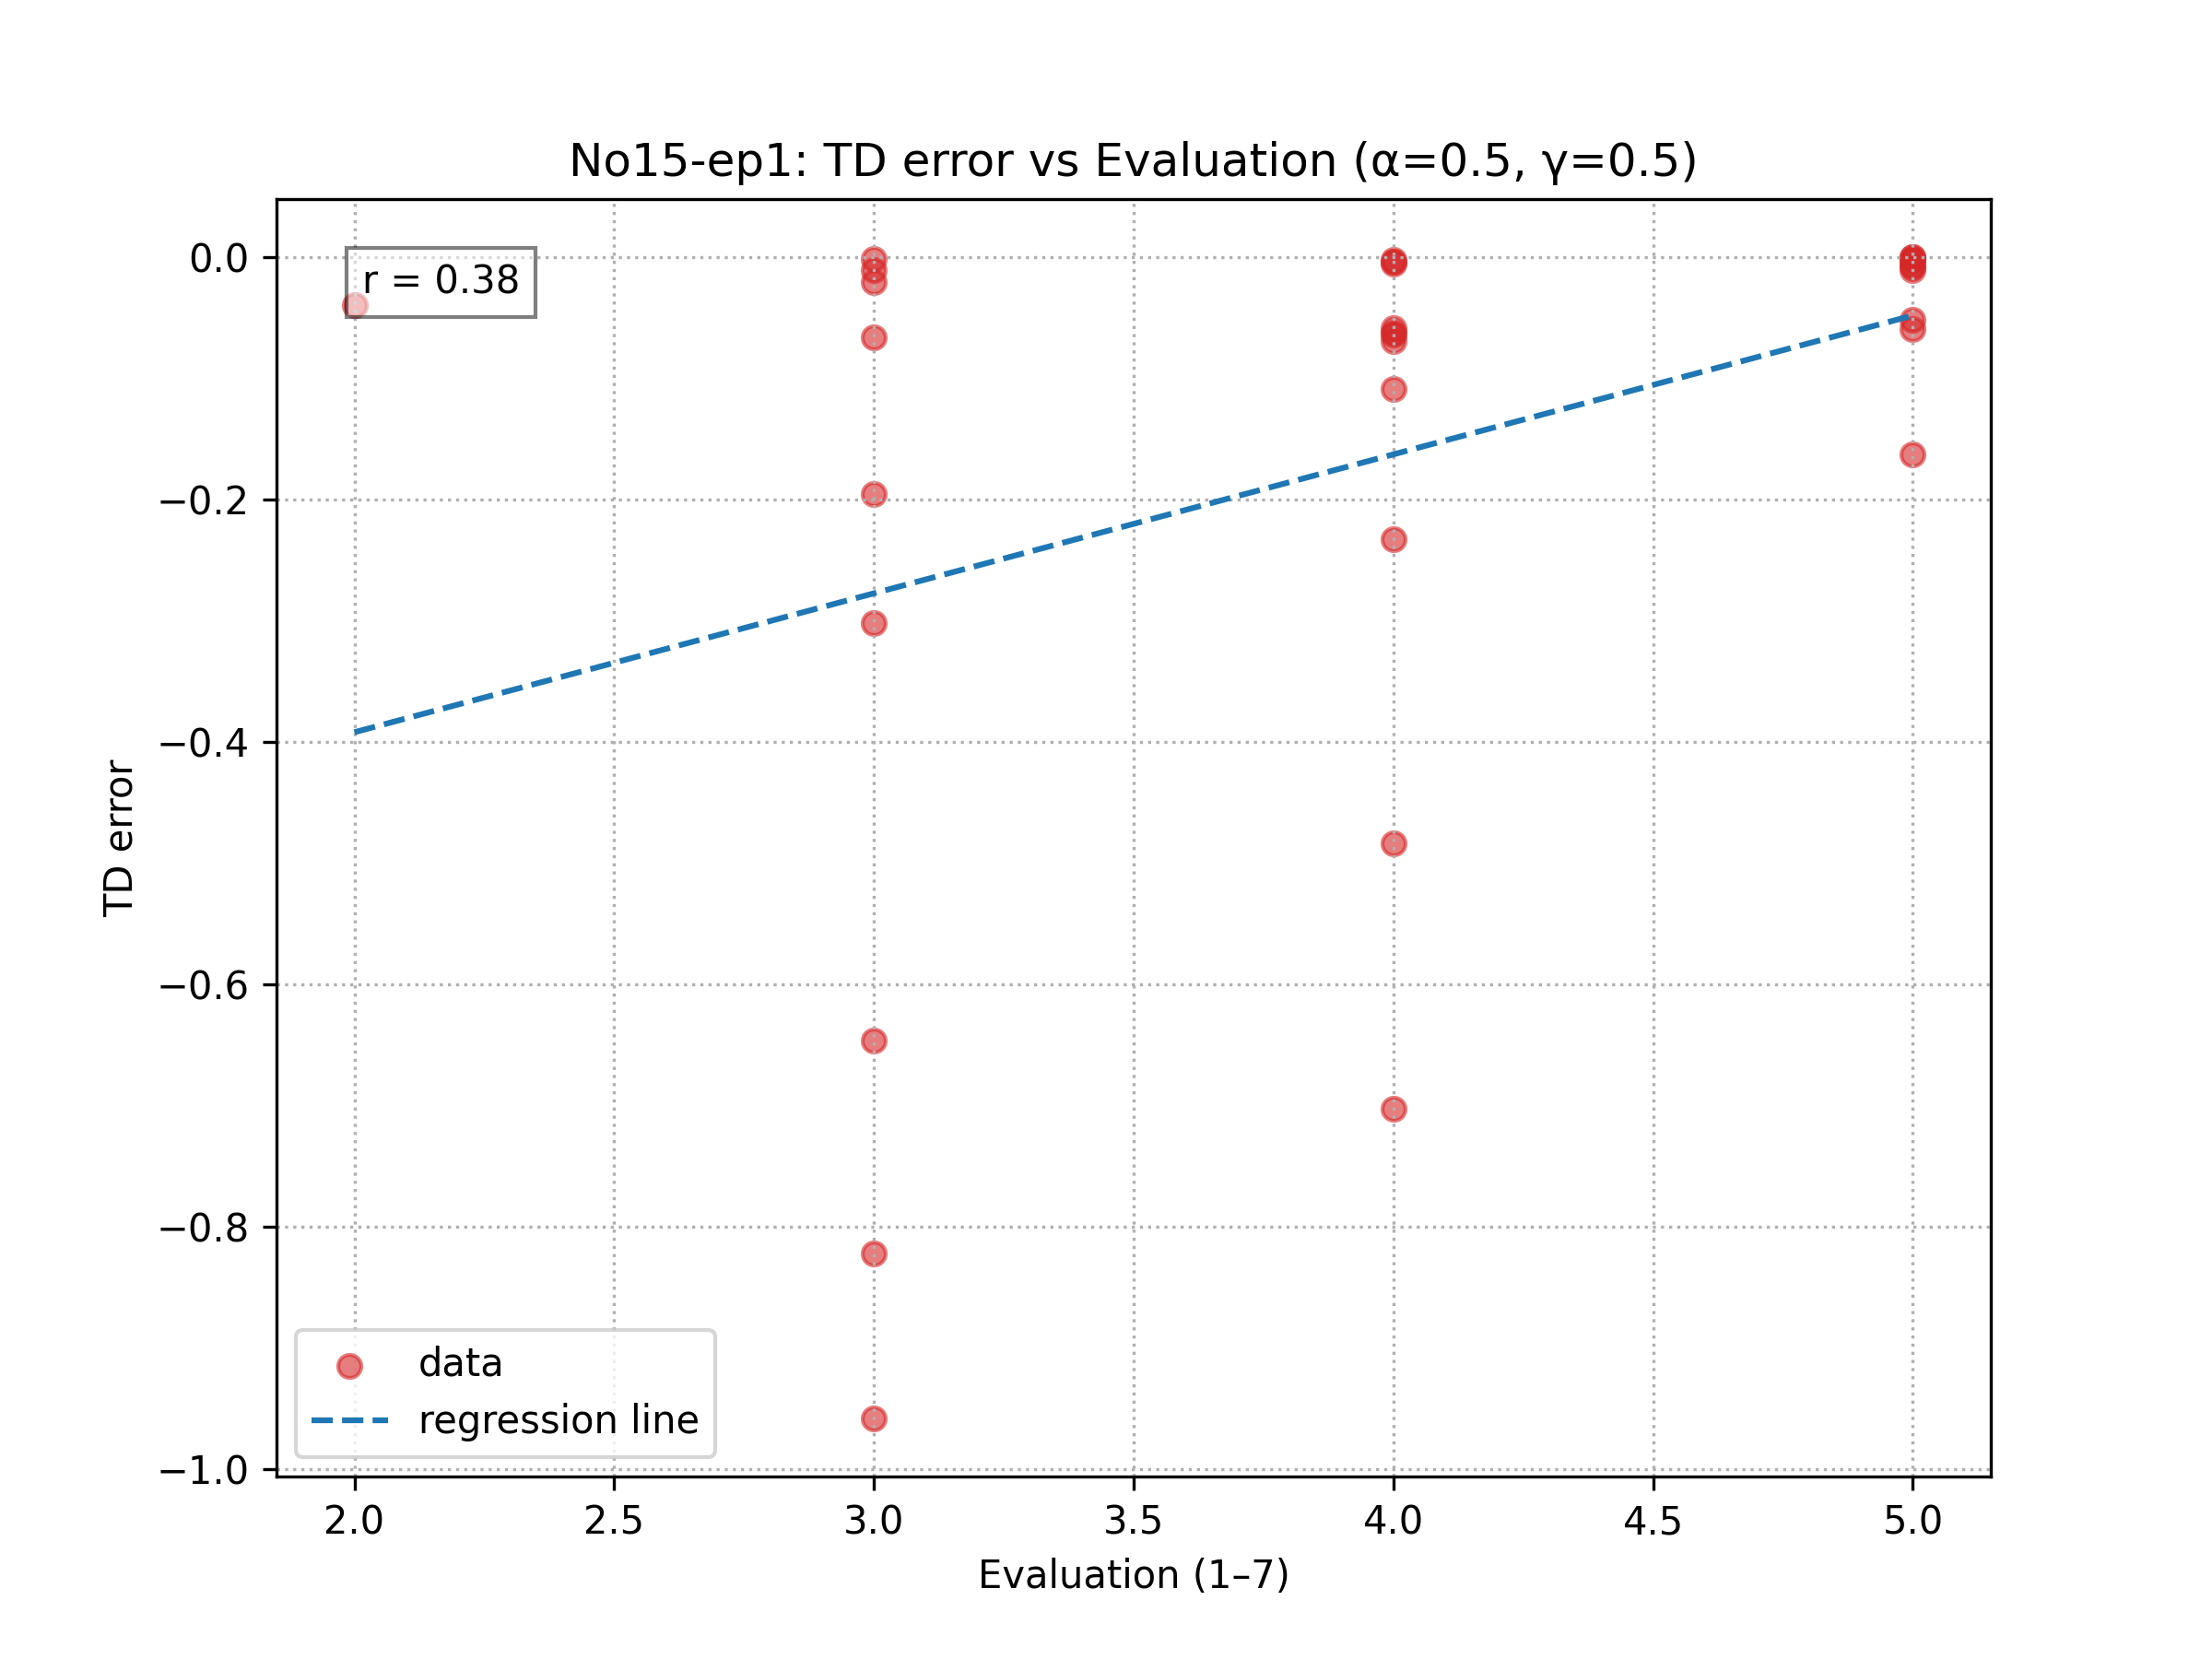 No15-ep1: TD error vs Evaluation (α=0.5, γ=0.5)
r = 0.38
0.0
−0.2
−0.4
−0.6
−0.8
−1.0
TD error
data
regression line
2.0 2.5 3.0 3.5 4.0 4.5 5.0
Evaluation (1–7)